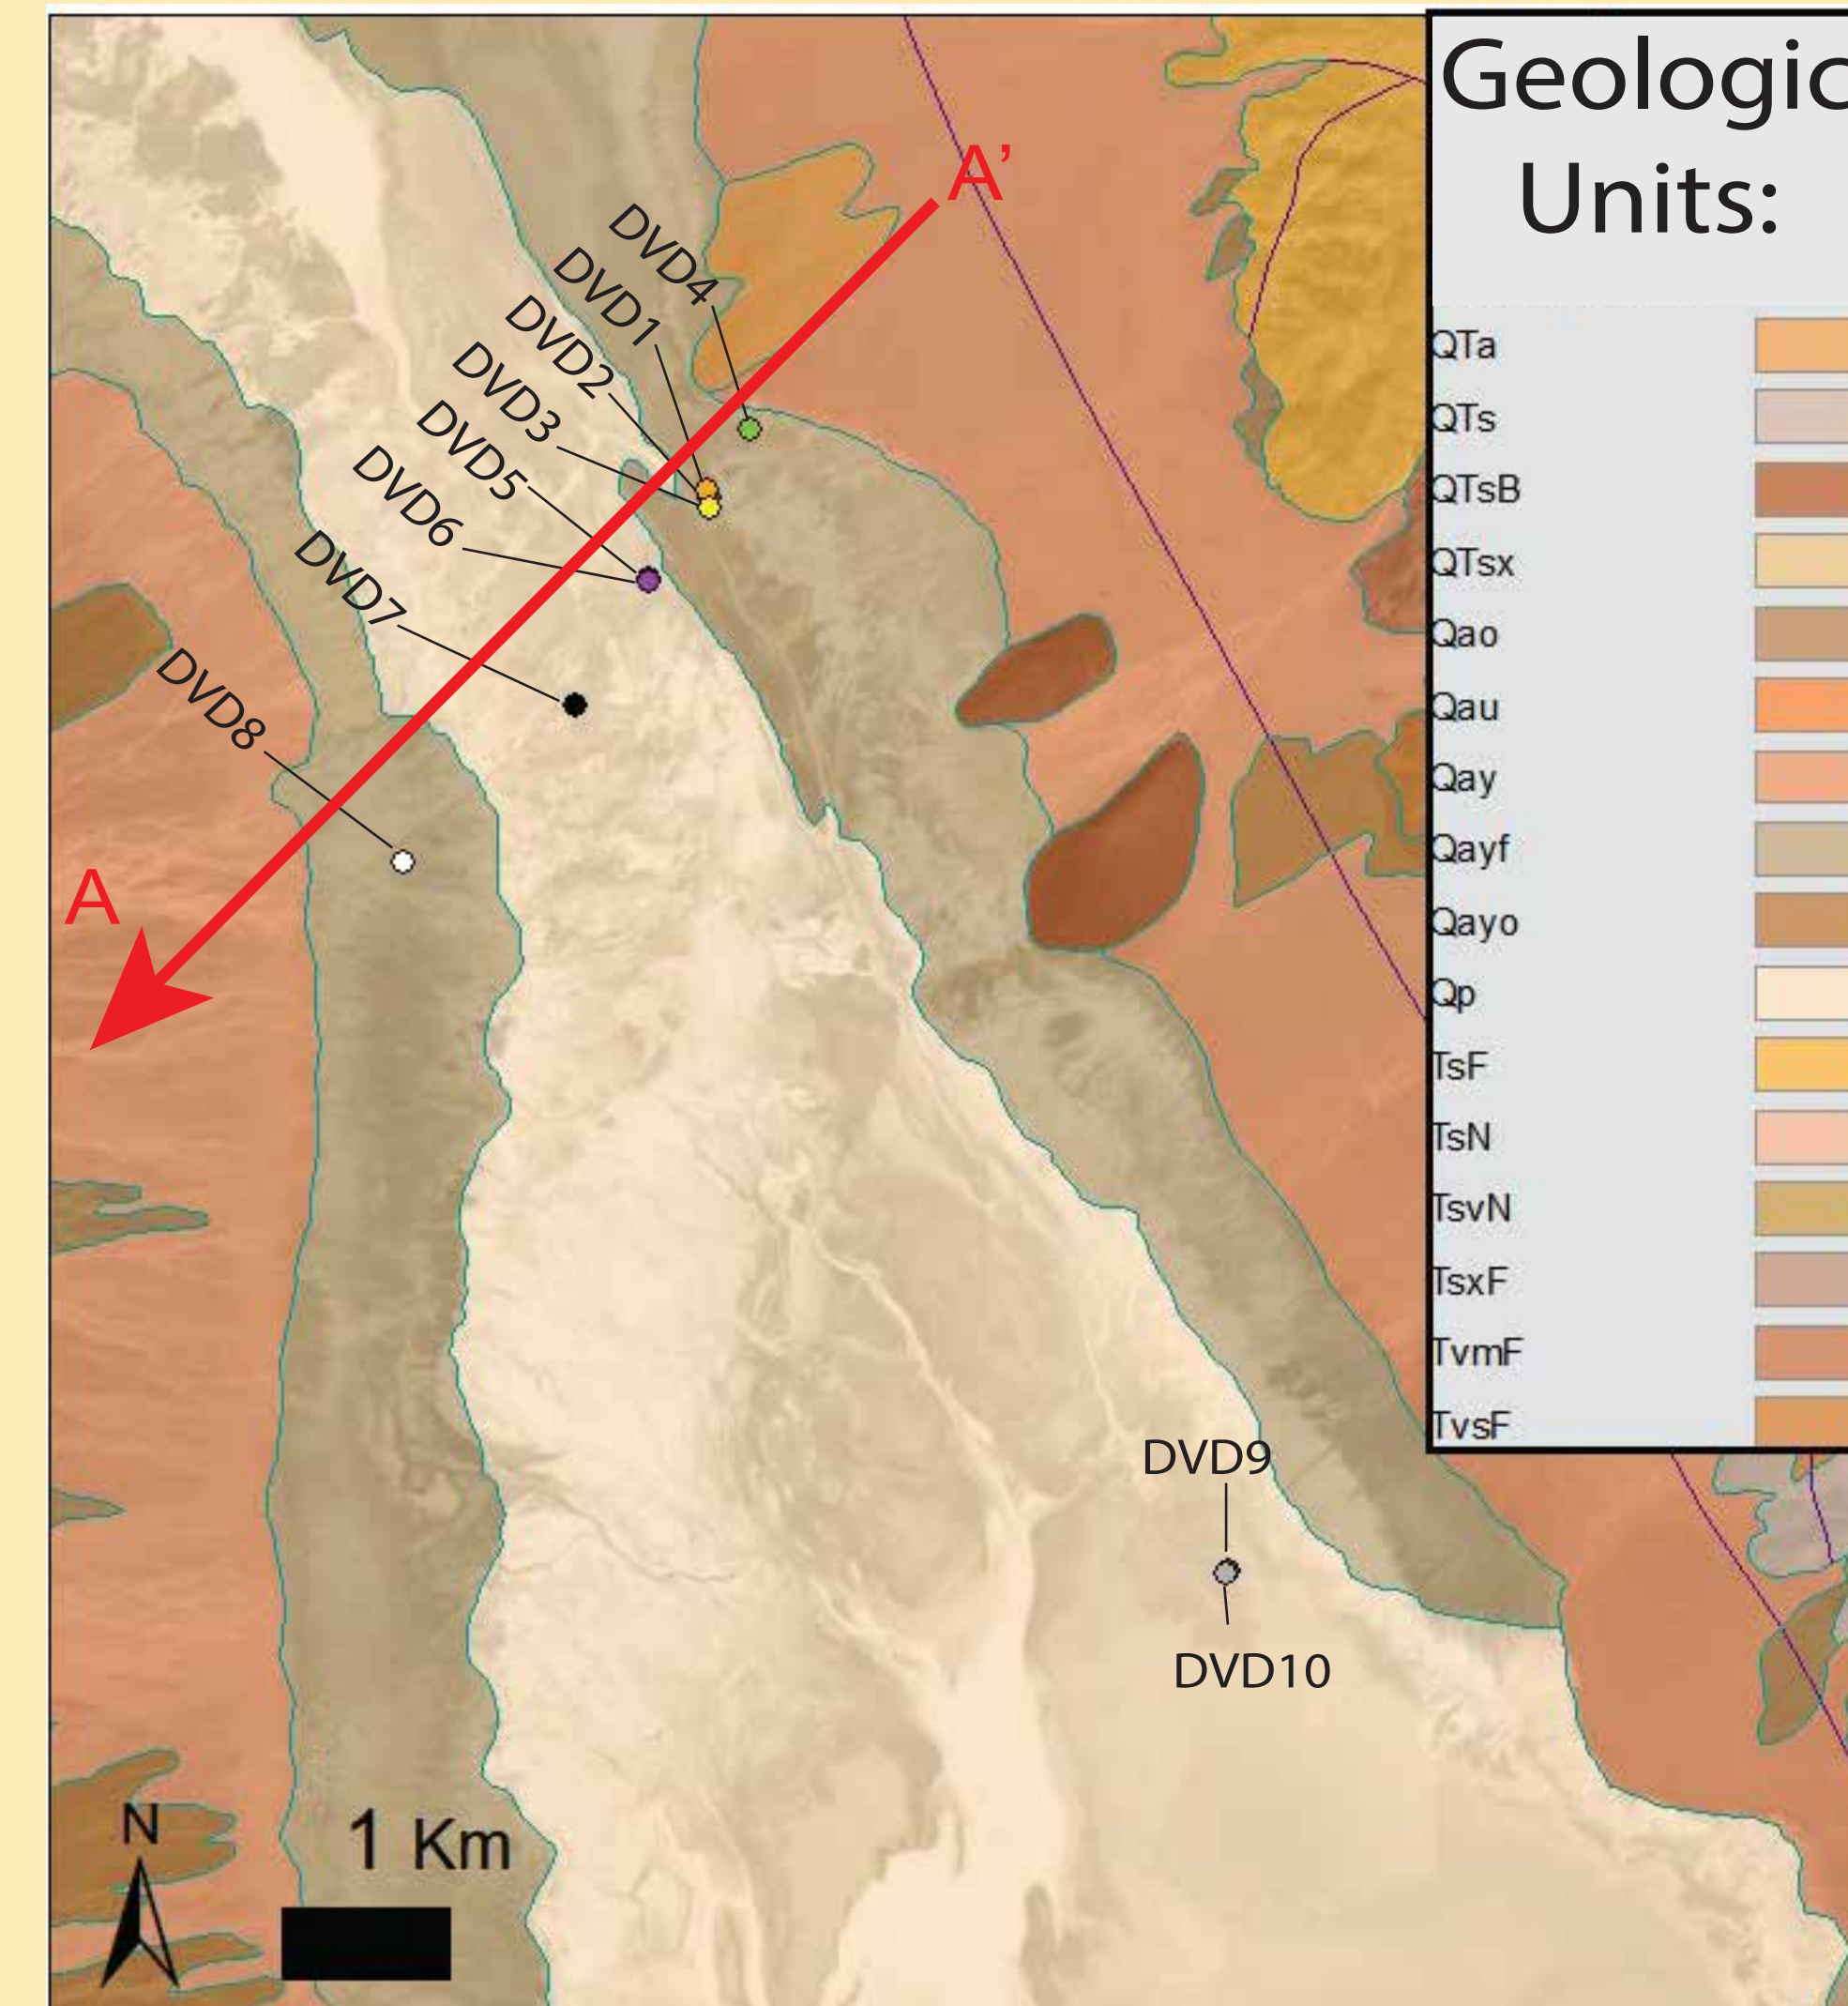 Geologic
Units:
A’
DVD4
DVD1
DVD2
DVD3
DVD5
DVD6
DVD7
DVD8
A
QTa
QTs
QTsB
QTsx
Qao
Qau
Qay
Qayf
Qayo
Qp
TsF
TsN
TsvN
TsxF
TvmF
TvsF
DVD9
DVD10
N
1 Km